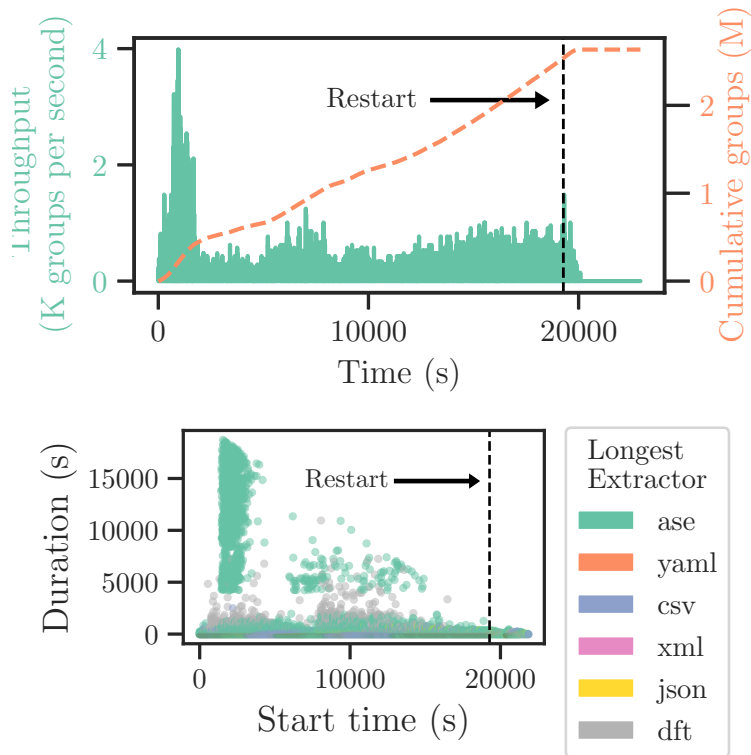 Throughput
(K groups per second)
4
2
0
Restart
2
1
0
Cumulative groups (M)
0
10000
20000
Time (s)
Duration (s)
15000
10000
5000
0
Restart
0
10000
20000
Start time (s)
Longest
Extractor
ase
yaml
csv
xml
json
dft